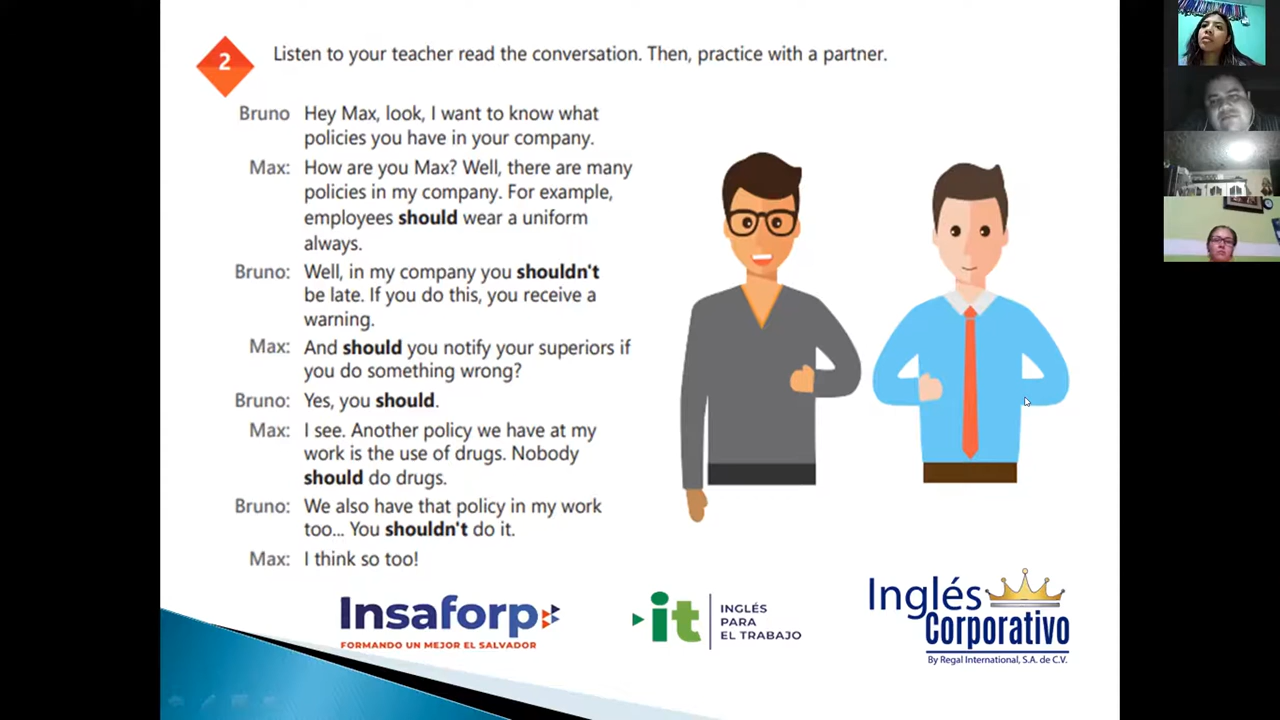 2
Listen to your teacher read the conversation. Then, practice with a partner.
Bruno Hey Max, look, I want to know what
policies you have in your company.
Max: How are you Max? Well, there are many
policies in my company. For example,
employees should wear a uniform
always.
Bruno: Well, in my company you shouldn't
be late. If you do this, you receive a
warning.
Max: And should you notify your superiors if
you do something wrong?
Bruno: Yes, you should.
Max: I see. Another policy we have at my
work is the use of drugs. Nobody
should do drugs.
Bruno: We also have that policy in my work
too... You shouldn't do it.
Max: I think so too!
Insaforp
FORMANDO UN MEJOR EL SALVADOR
it
INGLÉS
PARA
EL TRABAJO
Inglés
Corporativo
By Regal International, S.A. de C.V.